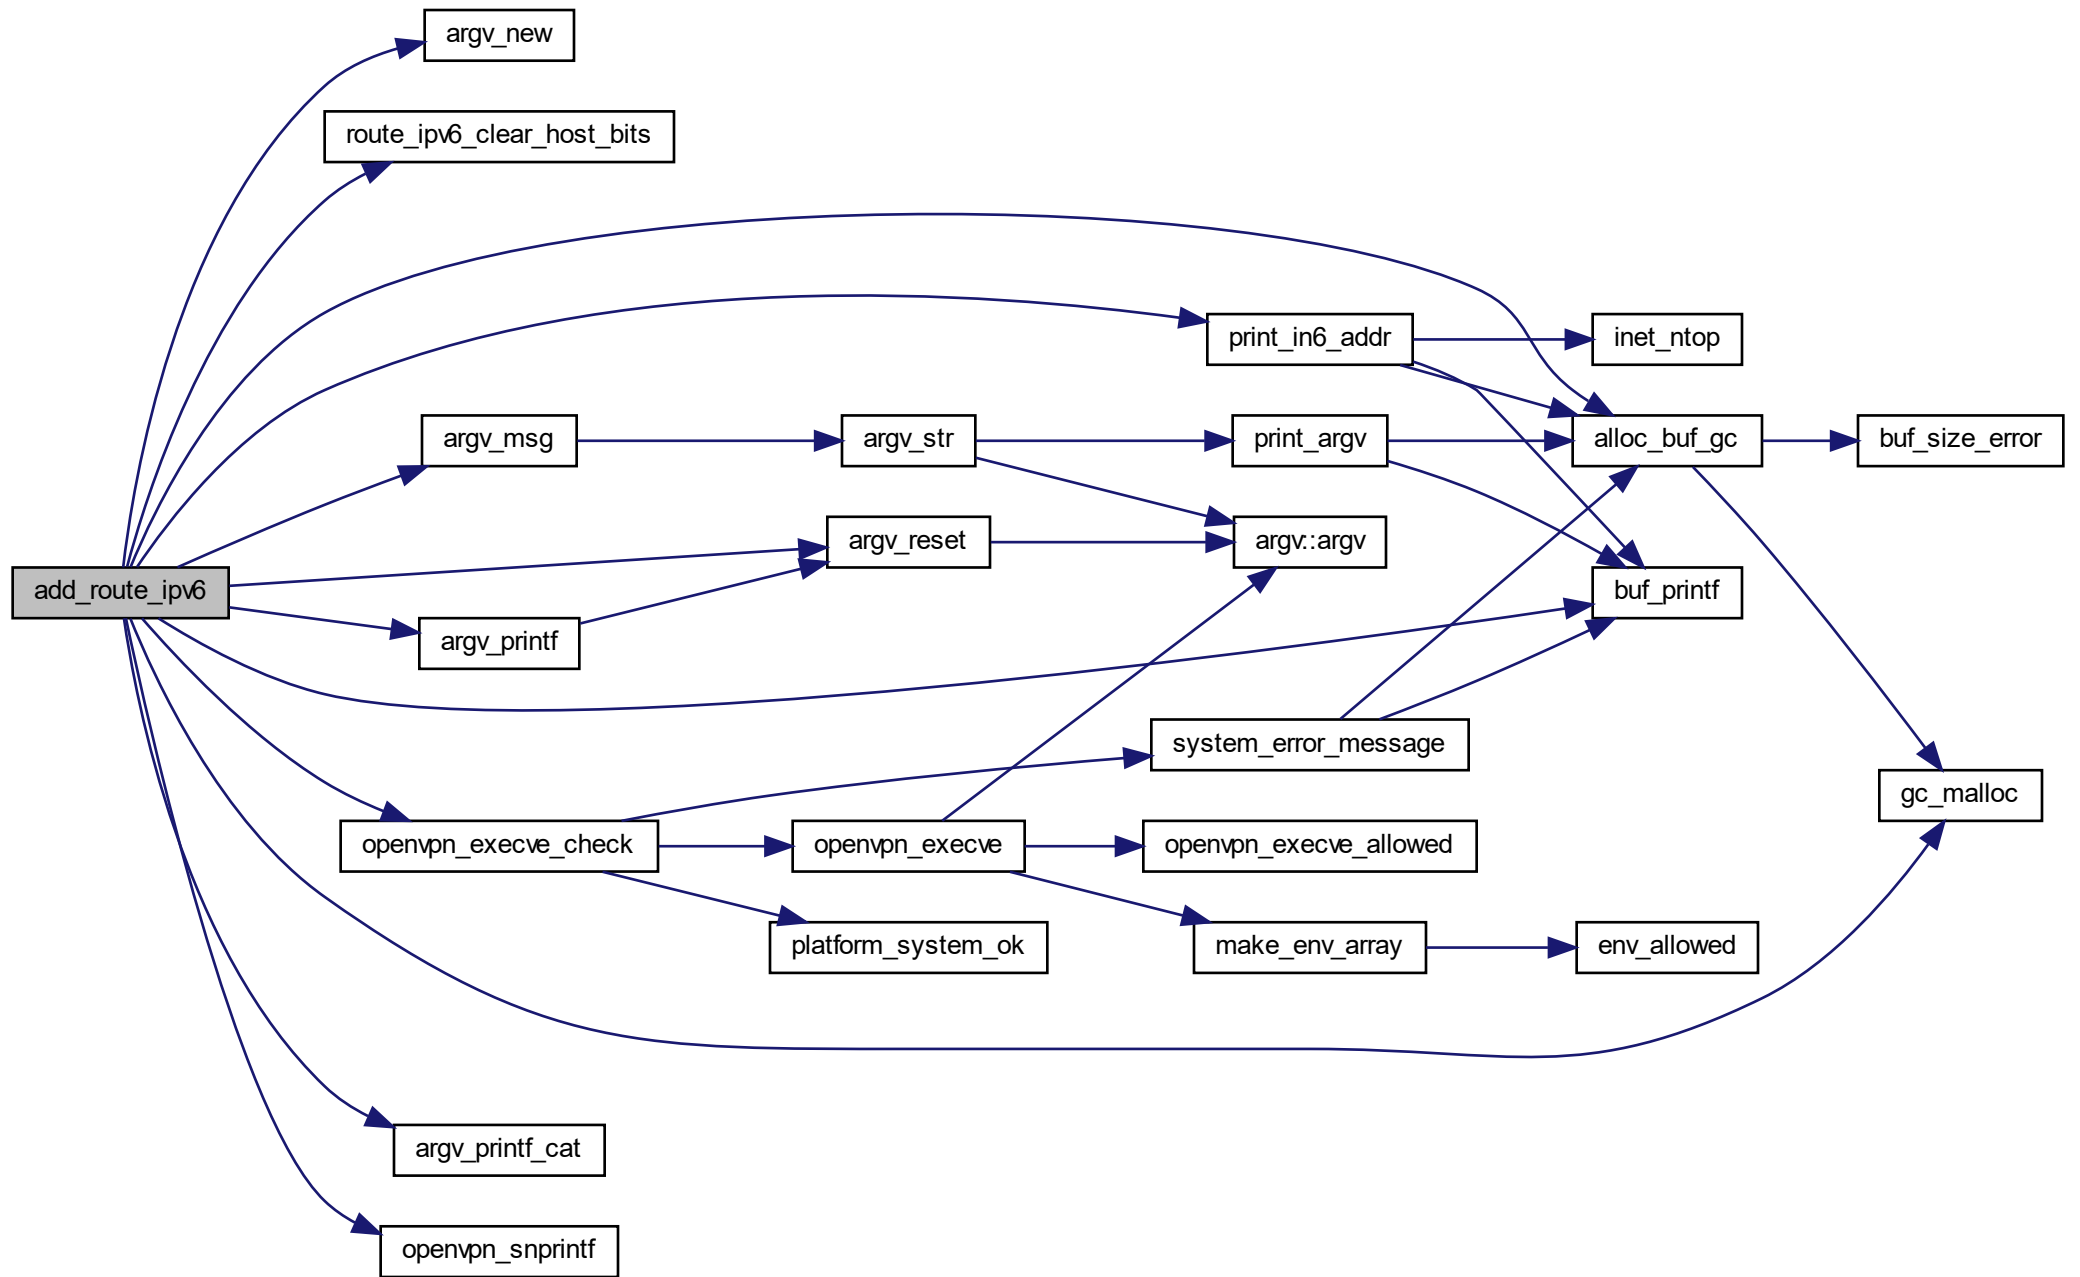 argv_new
route_ipv6_clear_host_bits
print_in6_addr
inet_ntop
argv_msg
argv_str
print_argv
alloc_buf_gc
buf_size_error
argv_reset
argv::argv
add_route_ipv6
buf_printf
argv_printf
system_error_message
gc_malloc
openvpn_execve_check
openvpn_execve
openvpn_execve_allowed
platform_system_ok
make_env_array
env_allowed
argv_printf_cat
openvpn_snprintf